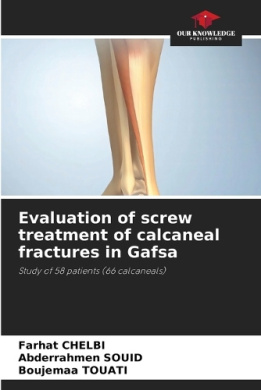 OUR KNOWLEDGE
PUBLISHING
Evaluation of screw
treatment of calcaneal
fractures in Gafsa
Study of 58 patients (66 calcaneals)
Farhat CHELBI
Abderrahmen SOUID
Boujemaa TOUATI